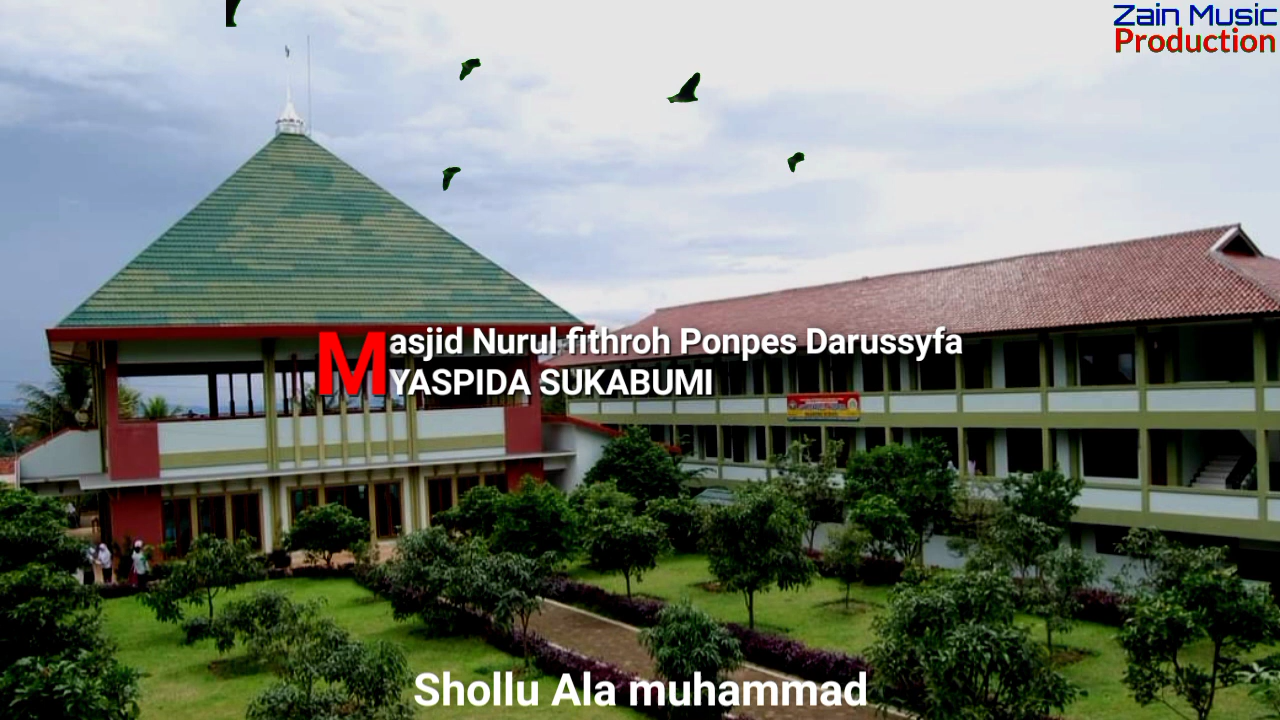 Zain Music
Production
Masjid Nurul fithroh Ponpes Darussyfa
YASPIDA SUKABUMI
Shollu Ala muhammad